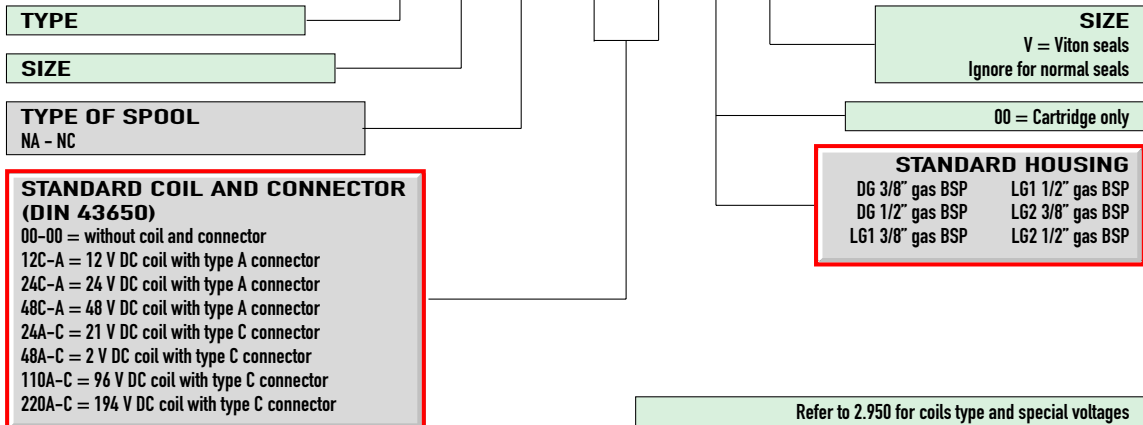 TYPE
SIZE
TYPE OF SPOOL
NA - NC
STANDARD COIL AND CONNECTOR
(DIN 43650)
00-00 = without coil and connector
12C-A = 12 V DC coil with type A connector
24C-A = 24 V DC coil with type A connector
48C-A = 48 V DC coil with type A connector
24A-C = 21 V DC coil with type C connector
48A-C = 2 V DC coil with type C connector
110A-C = 96 V DC coil with type C connector
220A-C = 194 V DC coil with type C connector
SIZE
V = Viton seals
Ignore for normal seals
00 = Cartridge only
STANDARD HOUSING
DG 3/8” gas BSP LG1 1/2” gas BSP
DG 1/2” gas BSP LG2 3/8” gas BSP
LG1 3/8” gas BSP LG2 1/2” gas BSP
Refer to 2.950 for coils type and special voltages